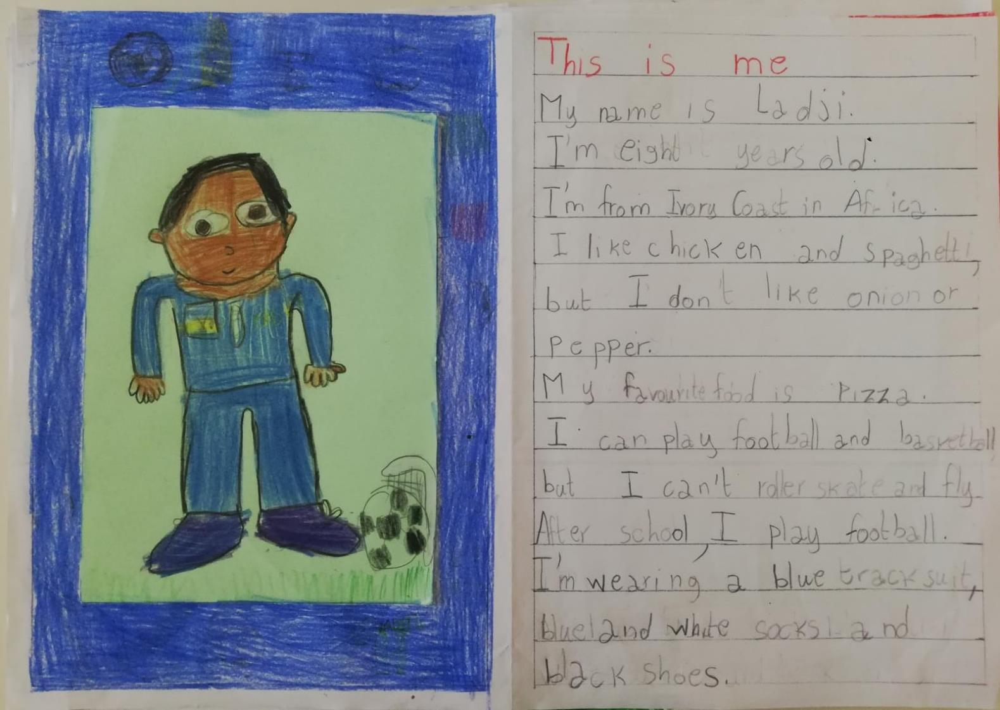 This is me
My name is Ladji.
I'm eight years old.
I'm from Ivory Coast in Africa.
I like chicken and spaghetti,
but I don't like onion or
pepper.
My favourite food is pizza.
I can play football and basketball
but I can't roller skate and fly.
After school, I play football.
I'm wearing a blue tracksuit,
blue and white socks and
black shoes.